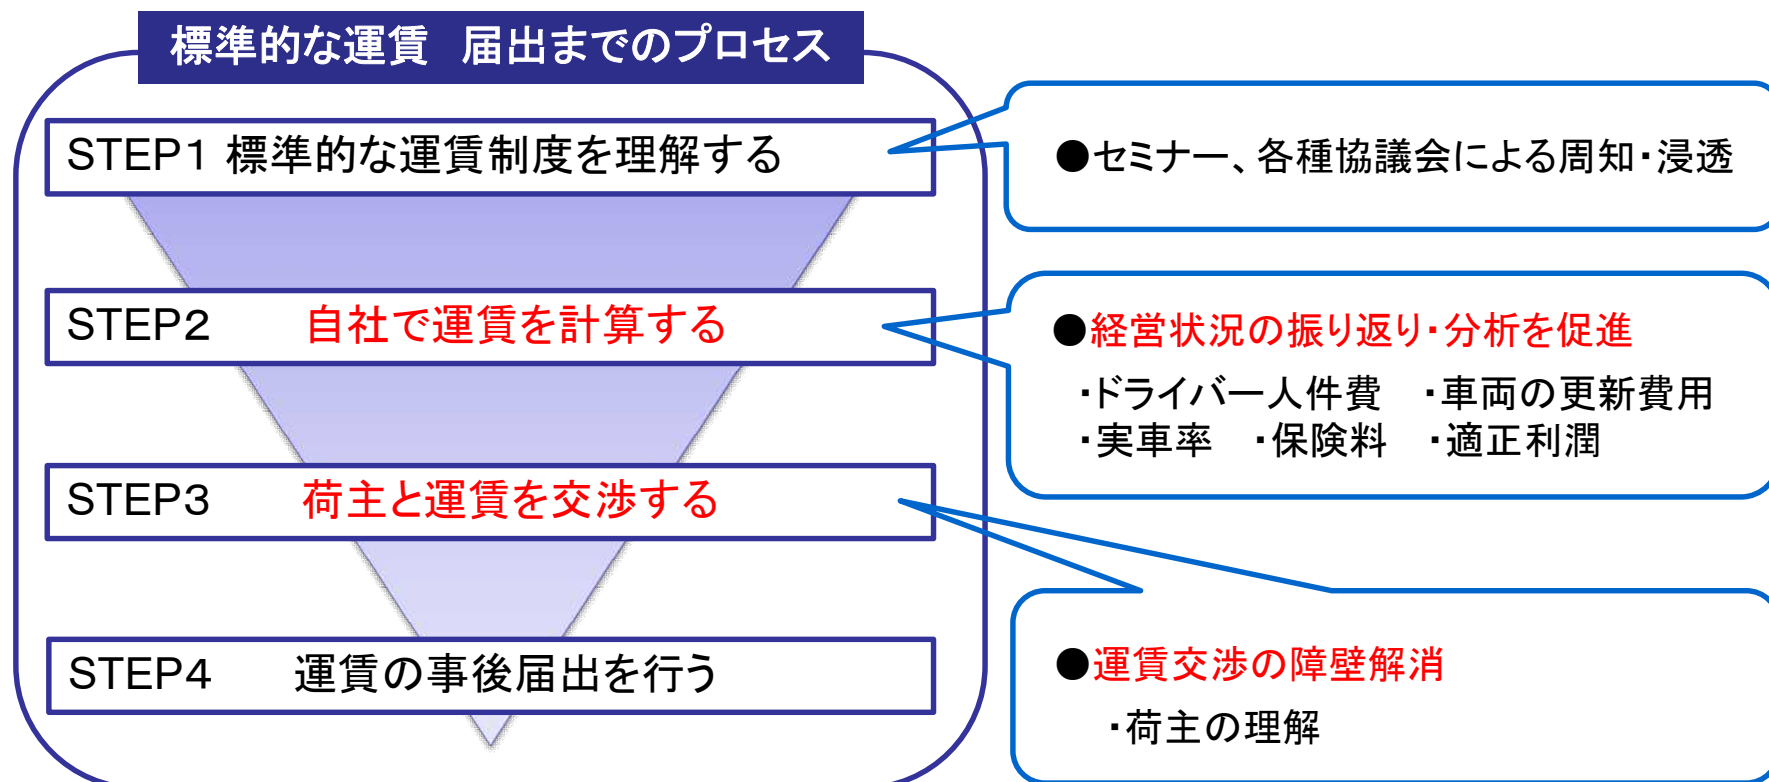 標準的な運賃　届出までのプロセス
STEP1 標準的な運賃制度を理解する
●セミナー、各種協議会による周知・浸透
STEP2　自社で運賃を計算する
●経営状況の振り返り・分析を促進
・ドライバー人件費　・車両の更新費用
・実車率　・保険料　・適正利潤
STEP3　荷主と運賃を交渉する
●運賃交渉の障壁解消
・荷主の理解
STEP4　運賃の事後届出を行う